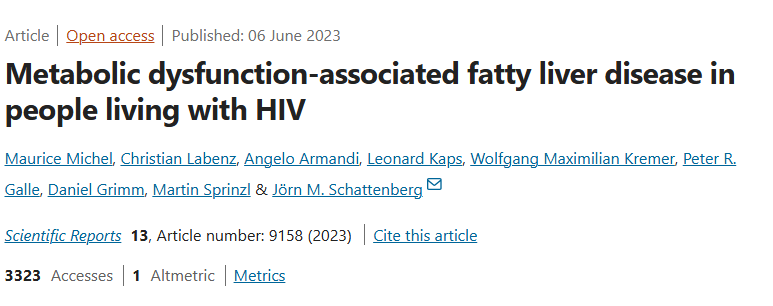 Article | Open access | Published: 06 June 2023
Metabolic dysfunction-associated fatty liver disease in
people living with HIV
Maurice Michel, Christian Labenz, Angelo Armandi, Leonard Kaps, Wolfgang Maximilian Kremer, Peter R.
Galle, Daniel Grimm, Martin Sprinzl & Jörn M. Schattenberg
Scientific Reports 13, Article number: 9158 (2023) | Cite this article
3323 Accesses | 1 Altmetric | Metrics